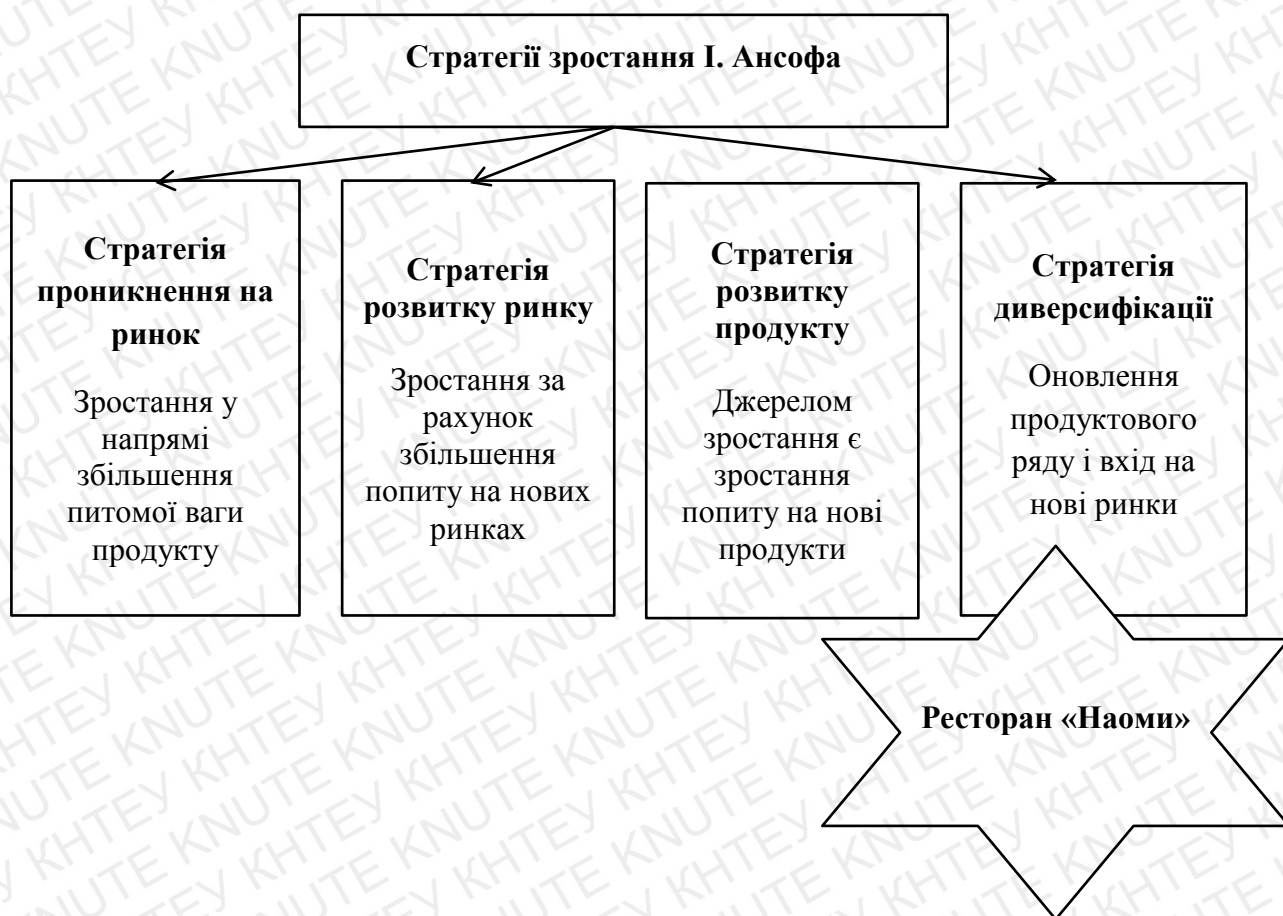 Стратегії зростання І. Ансофа
Стратегія
проникнення на
ринок
Зростання у
напрямі
збільшення
питомої ваги
продукту
Стратегія
розвитку ринку
Зростання за
рахунок
збільшення
попиту на нових
ринках
Стратегія
розвитку
продукту
Джерелом
зростання є
зростання
попиту на нові
продукти
Стратегія
диверсифікації
Оновлення
продуктового
ряду і вхід на
нові ринки
Ресторан «Наоми»